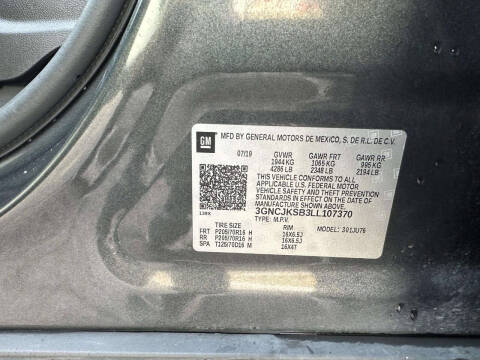 GM MFD BY GENERAL MOTORS DE MEXICO, S. DE R.L. DE C.V.
07/19 GVWR GAWR FRT GAWR RR
1944 KG 1065 KG 995 KG
4286 LB 2348 LB 2194 LB
THIS VEHICLE CONFORMS TO ALL
APPLICABLE U.S. FEDERAL MOTOR
VEHICLE SAFETY, BUMPER, AND THEFT
PREVENTION STANDARDS IN EFFECT ON
THE DATE OF MANUFACTURE SHOWN ABOVE.
3GNCJKSB3LL107370
TYPE: M.P.V.
TIRE SIZE RIM MODEL: 301JU76
FRT P205/70R16 H 16X6.5J
RR P205/70R16 H 16X6.5J
SPA T125/70D16 M 16X4T